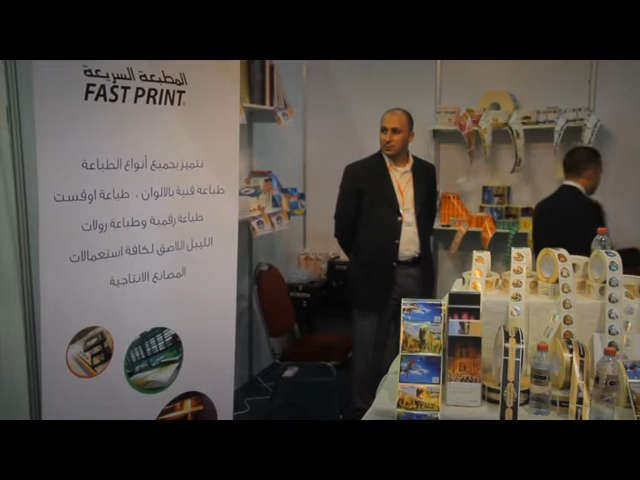 المطبعة السريعة
FAST PRINT
نتميز بجميع أنواع الطباعة
طباعة فنية بالالوان ، طباعة اوفست
طباعة رقمية وطباعة رولات
الليبل اللاصق لكافة استعمالات
المصانع الانتاجية